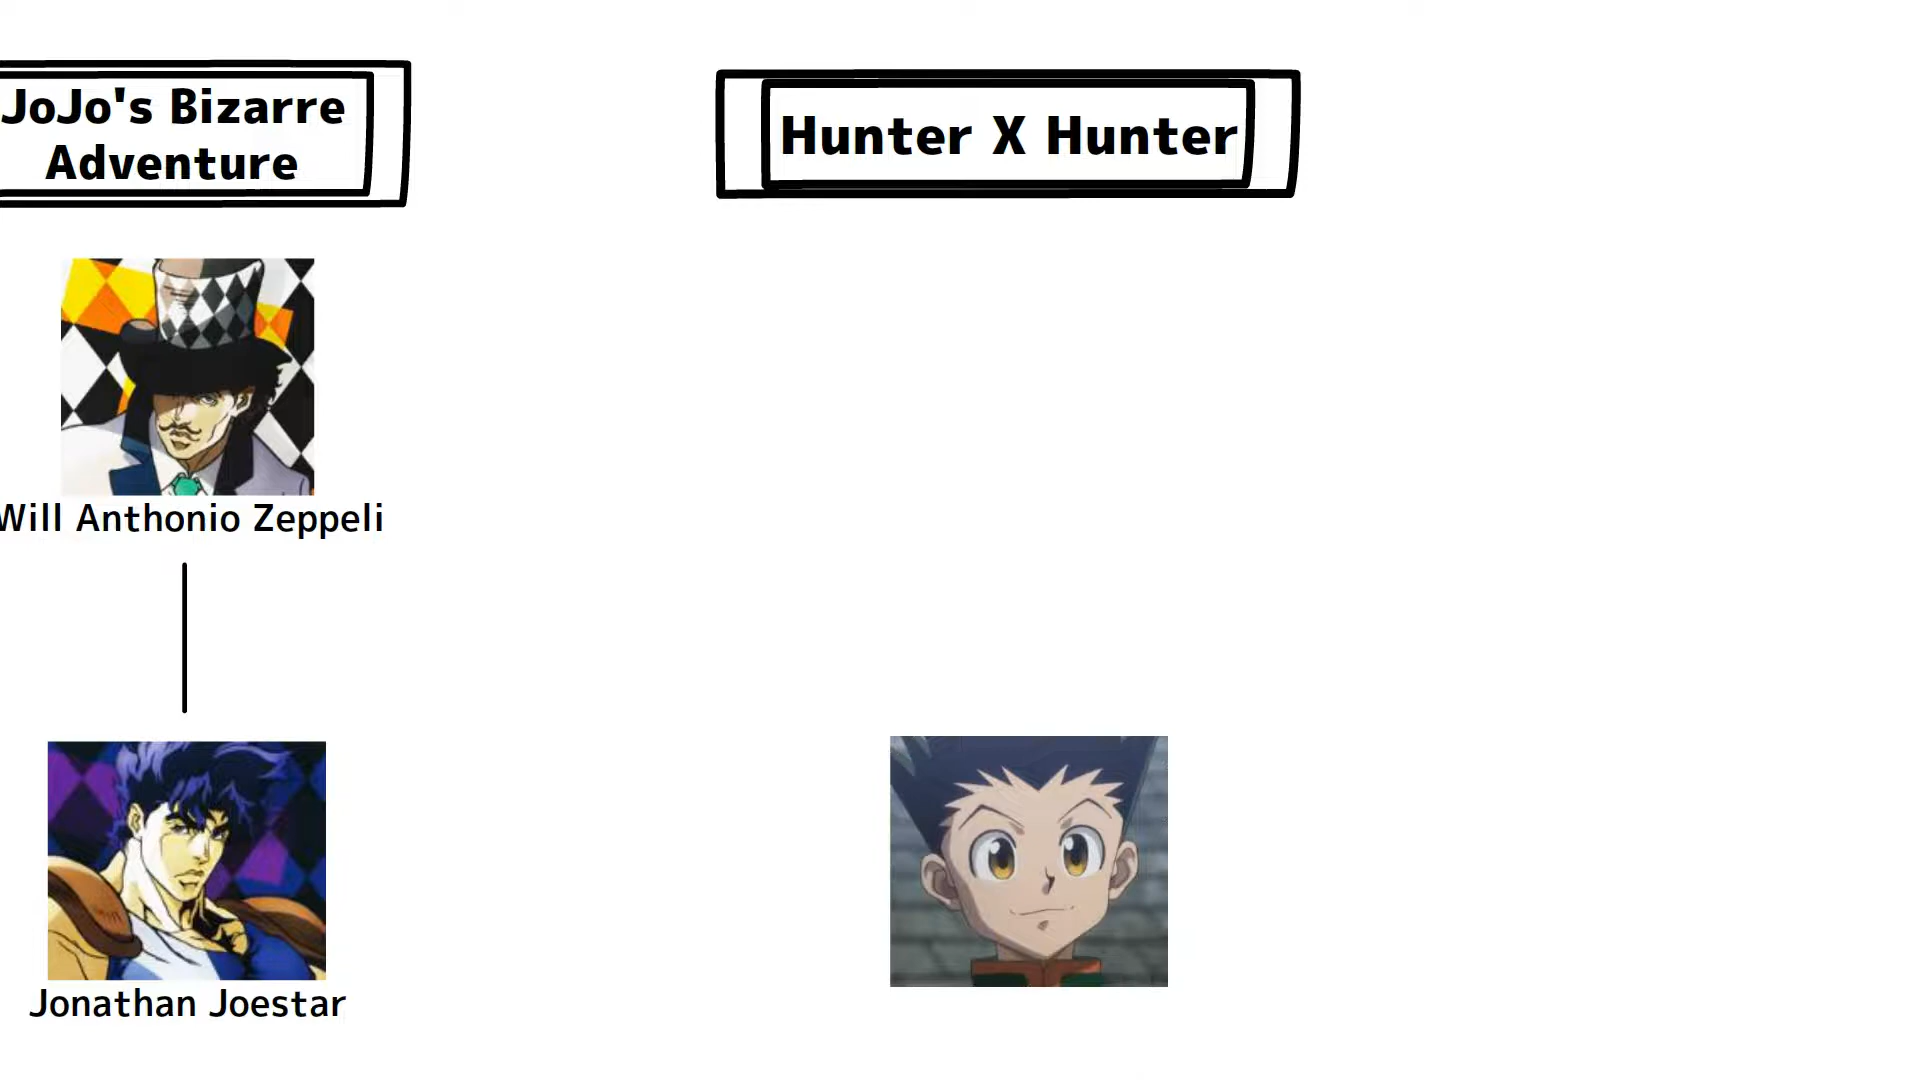 JoJo's Bizarre
Adventure
Hunter X Hunter
Will Anthonio Zeppeli
Jonathan Joestar